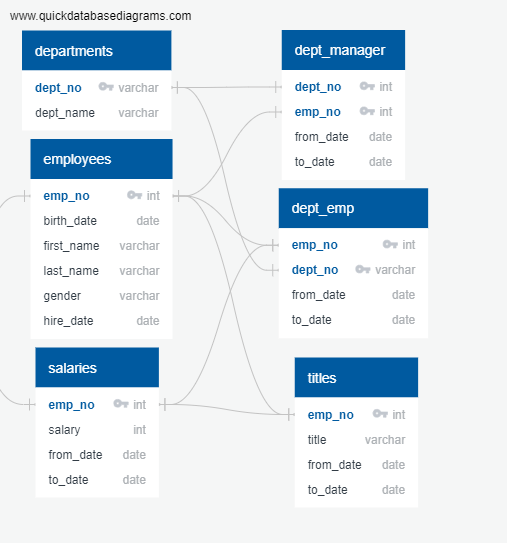 www.quickdatabasediagrams.com
departments
dept_no varchar
dept_name varchar
employees
emp_no int
birth_date date
first_name varchar
last_name varchar
gender varchar
hire_date date
salaries
emp_no int
salary int
from_date date
to_date date
dept_manager
dept_no int
emp_no int
from_date date
to_date date
dept_emp
emp_no int
dept_no varchar
from_date date
to_date date
titles
emp_no int
title varchar
from_date date
to_date date